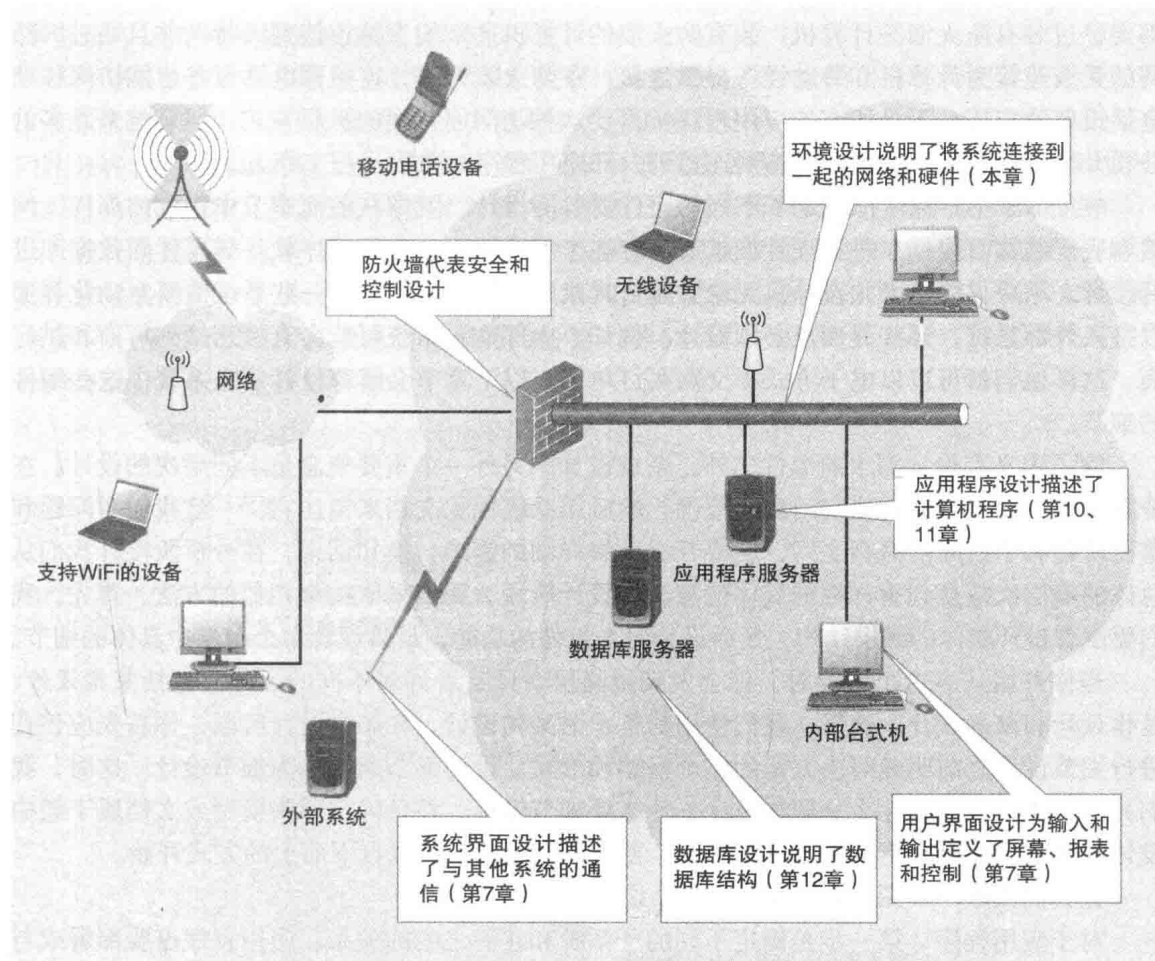 移动电话设备
环境设计说明了将系统连接到
一起的网络和硬件（本章）
防火墙代表安全和
控制设计
无线设备
网络
应用程序设计描述了
计算机程序（第10、
11章）
支持WiFi的设备
应用程序服务器
数据库服务器
内部台式机
外部系统
系统界面设计描述
了与其他系统的通
信（第7章）
数据库设计说明了数
据库结构（第12章）
用户界面设计为输入和
输出定义了屏幕、报表
和控制（第7章）